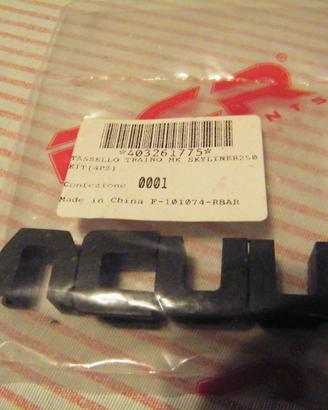 *403261775*
TASSELLO TRAINO MK SKYLINER250
KIT(4PZ)
Confezione 0001
Made in China F-101074-RBAR